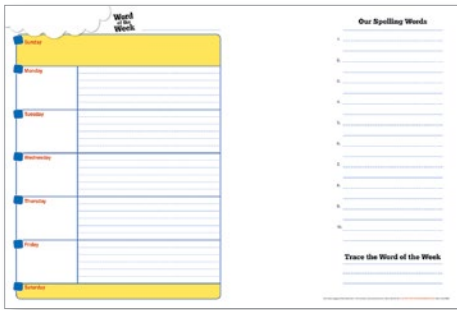 Word
of the
Week
Sunday
Monday
Tuesday
Wednesday
Thursday
Friday
Saturday
Our Spelling Words
1.
2.
3.
4.
5.
6.
7.
8.
9.
10.
Trace the Word of the Week